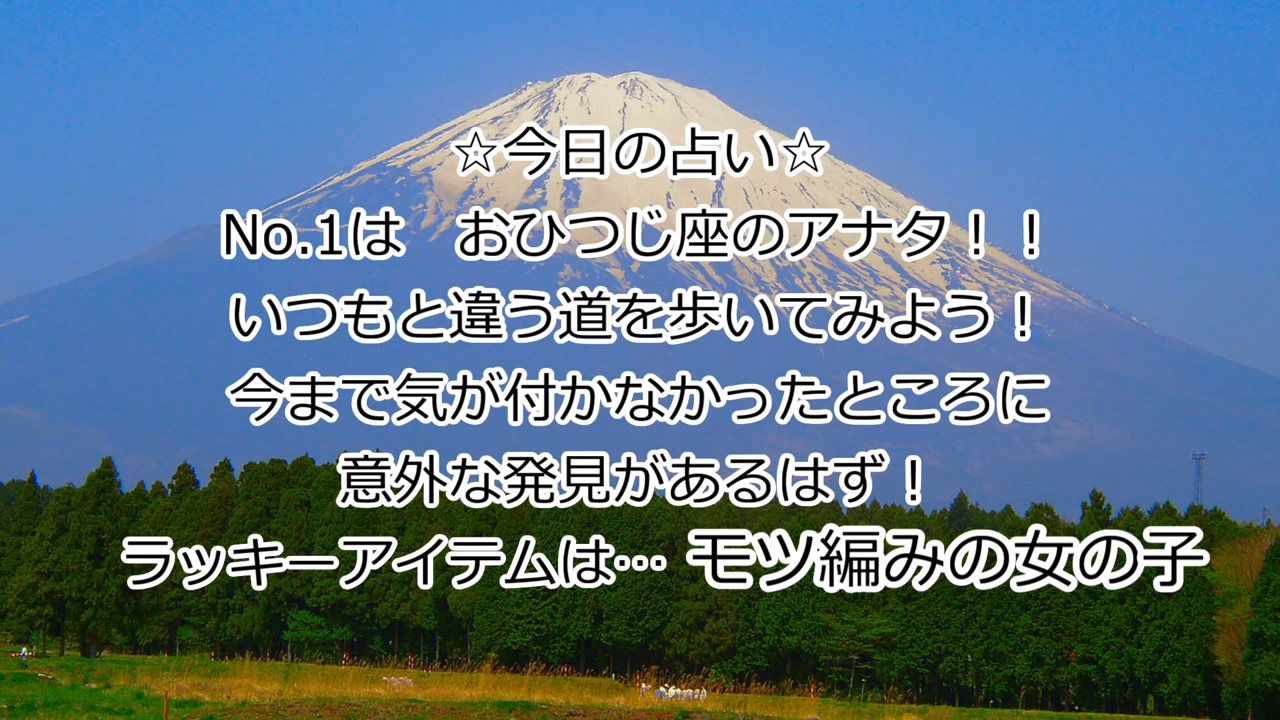 ☆今日の占い☆
No.1は　おひつじ座のアナタ！！
いつもと違う道を歩いてみよう！
今まで気が付かなかったところに
意外な発見があるはず！
ラッキーアイテムは… モツ編みの女の子